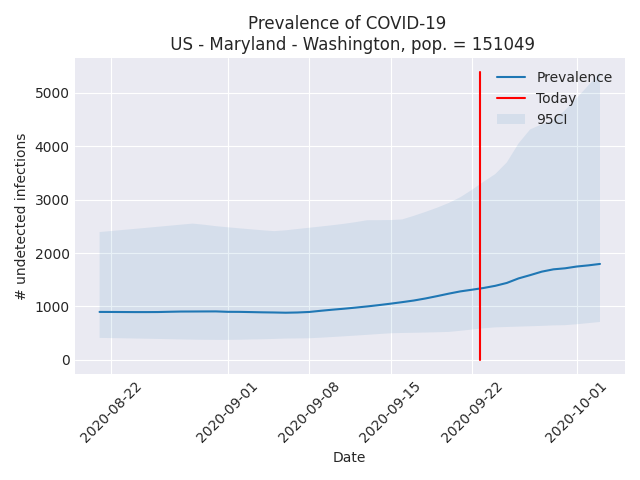 Prevalence of COVID-19
US - Maryland - Washington, pop. = 151049
Prevalence
Today
95CI
5000
4000
3000
2000
1000
0
# undetected infections
2020-08-22
2020-09-01
2020-09-08
2020-09-15
2020-09-22
2020-10-01
Date